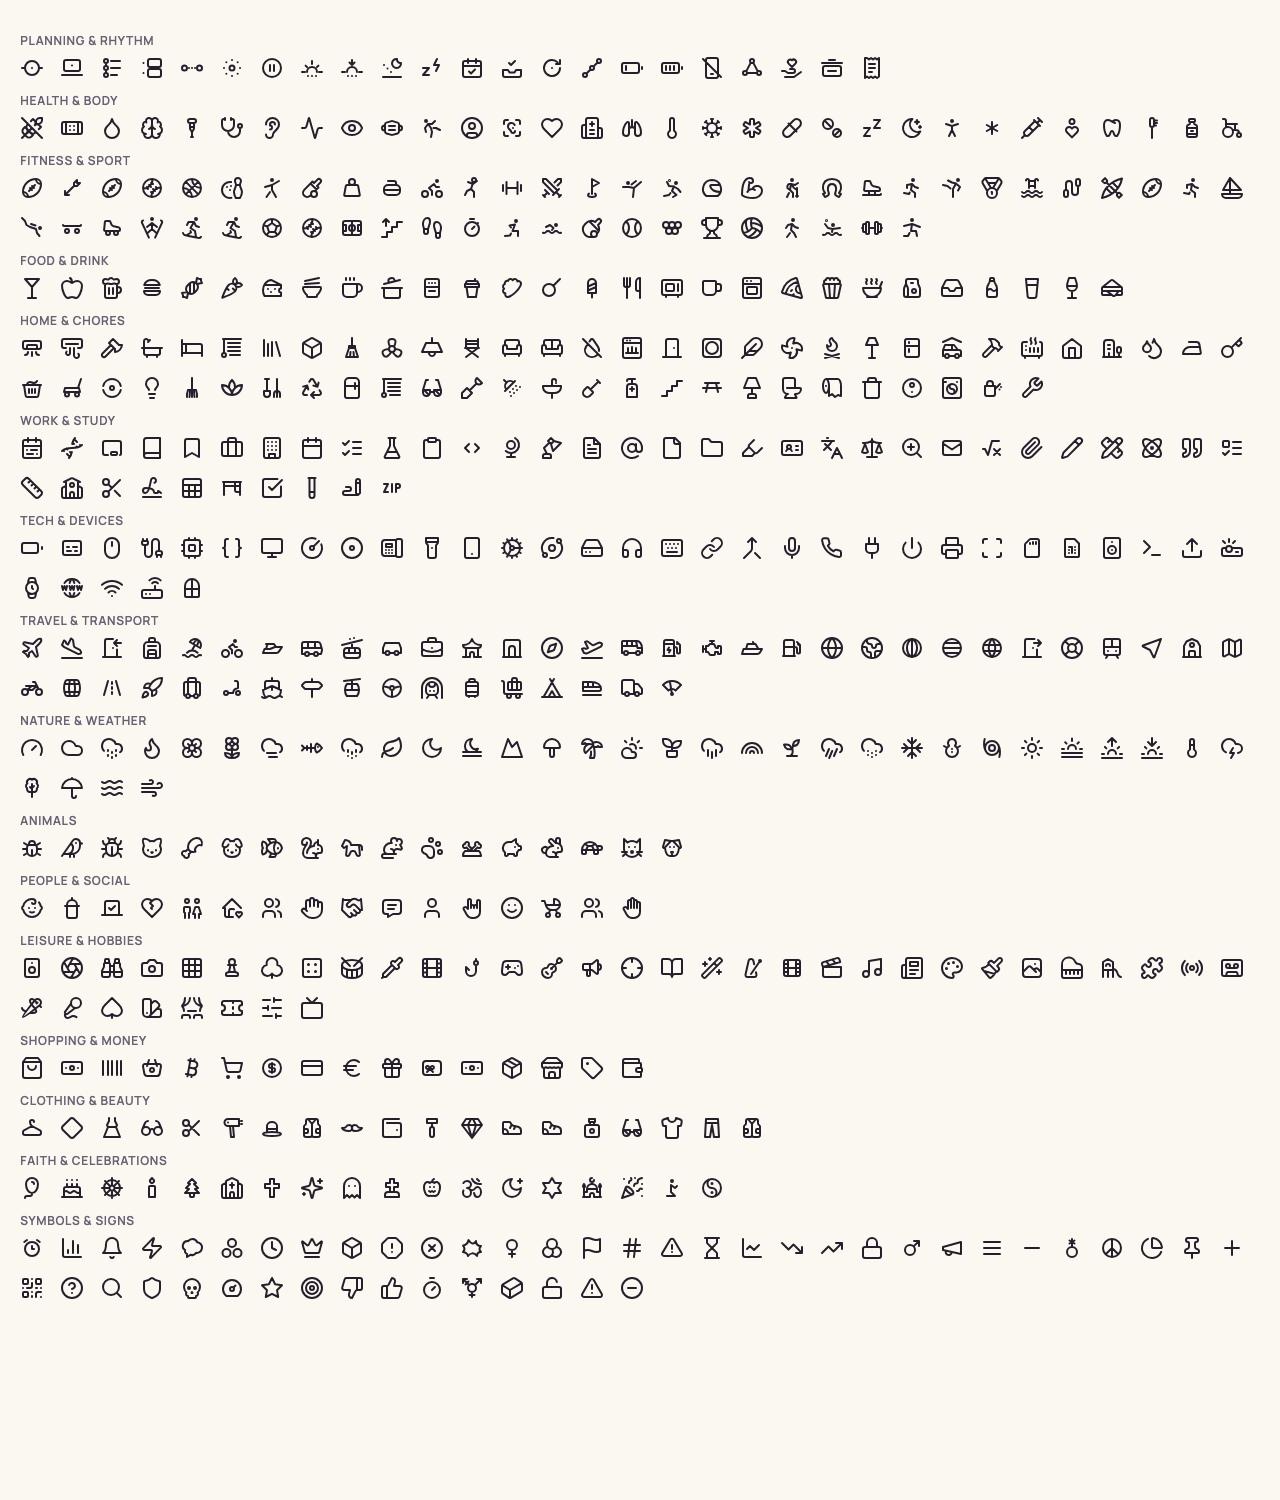 PLANNING & RHYTHM
HEALTH & BODY
FITNESS & SPORT
FOOD & DRINK
HOME & CHORES
WORK & STUDY
ZIP
TECH & DEVICES
WWW
TRAVEL & TRANSPORT
NATURE & WEATHER
ANIMALS
PEOPLE & SOCIAL
LEISURE & HOBBIES
SHOPPING & MONEY
CLOTHING & BEAUTY
FAITH & CELEBRATIONS
SYMBOLS & SIGNS